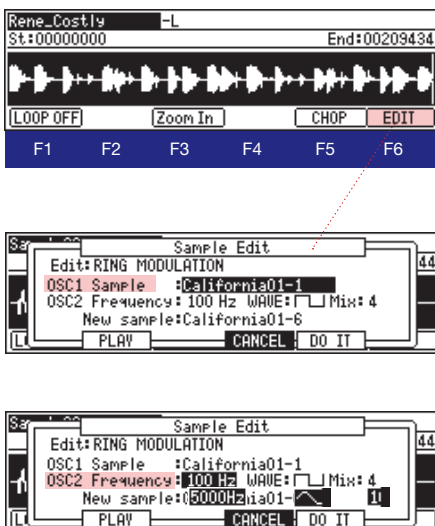 Rene_Costly -L
St:00000000 End:00209434
LOOP OFF Zoom In CHOP EDIT
F1 F2 F3 F4 F5 F6
Sample Edit
Edit:RING MODULATION 44
OSC1 Sample :California01-1
OSC2 Frequency:100 Hz WAVE: Mix:4
New sample:California01-6
PLAY CANCEL DO IT
Sample Edit
Edit:RING MODULATION 44
OSC1 Sample :California01-1
OSC2 Frequency:100 Hz WAVE: Mix:4
New sample: 5000Hz nia01-
PLAY CANCEL DO IT